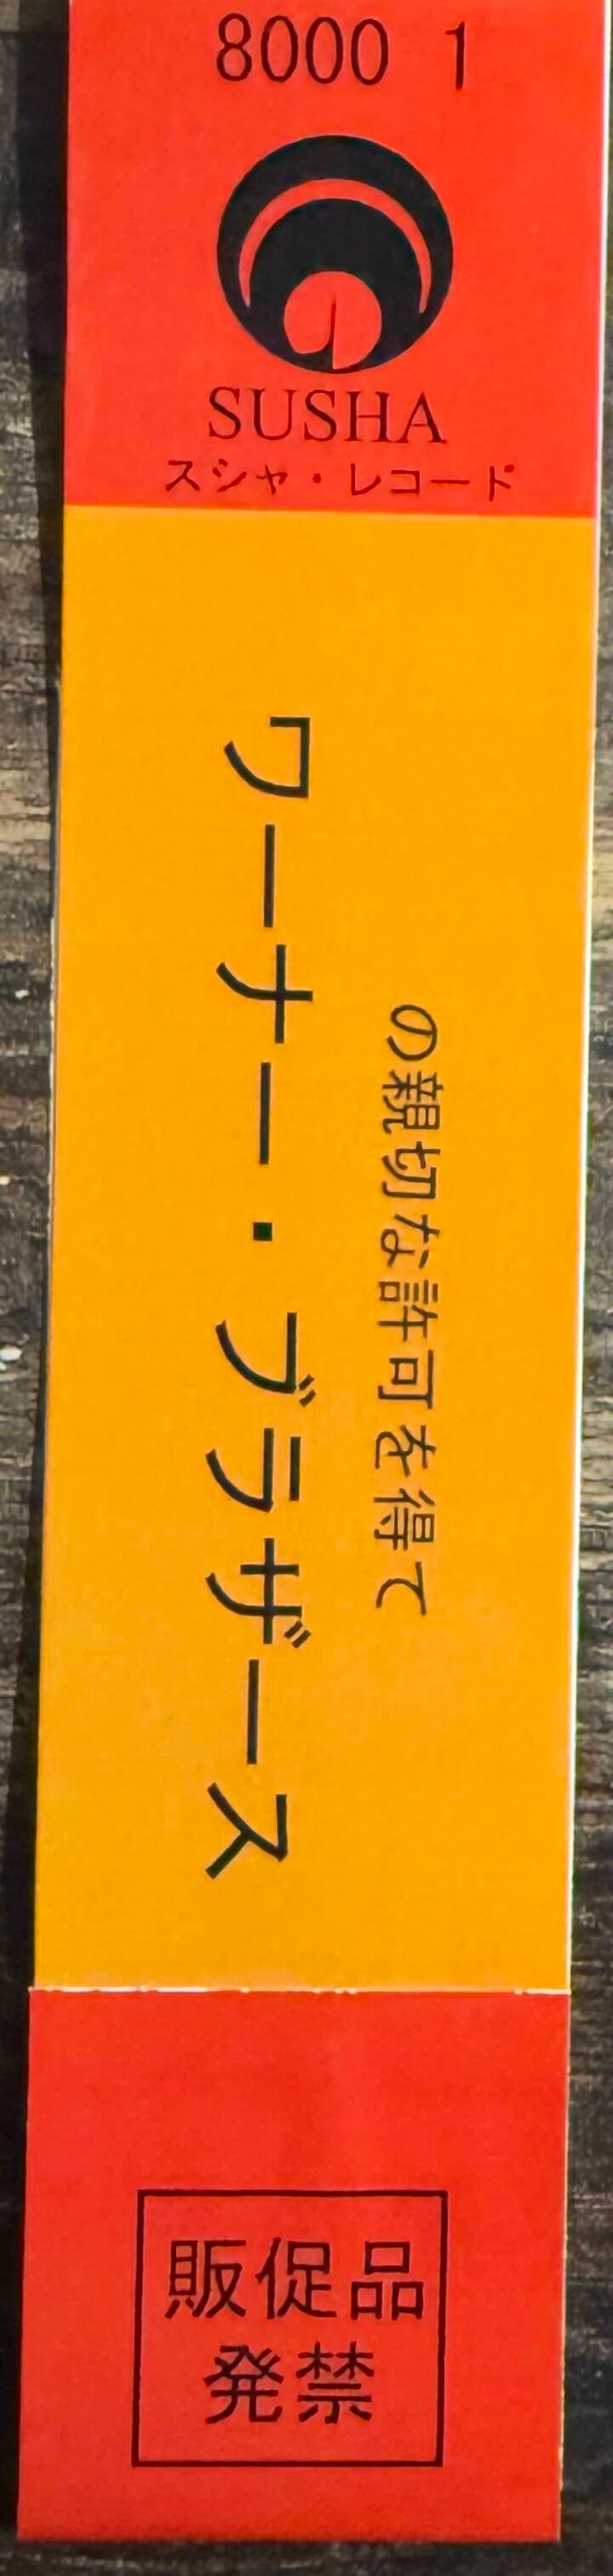 8000 1
SUSHA
スシャ・レコード
の親切な許可を得て
ワーナー・ブラザース
販促品
発禁